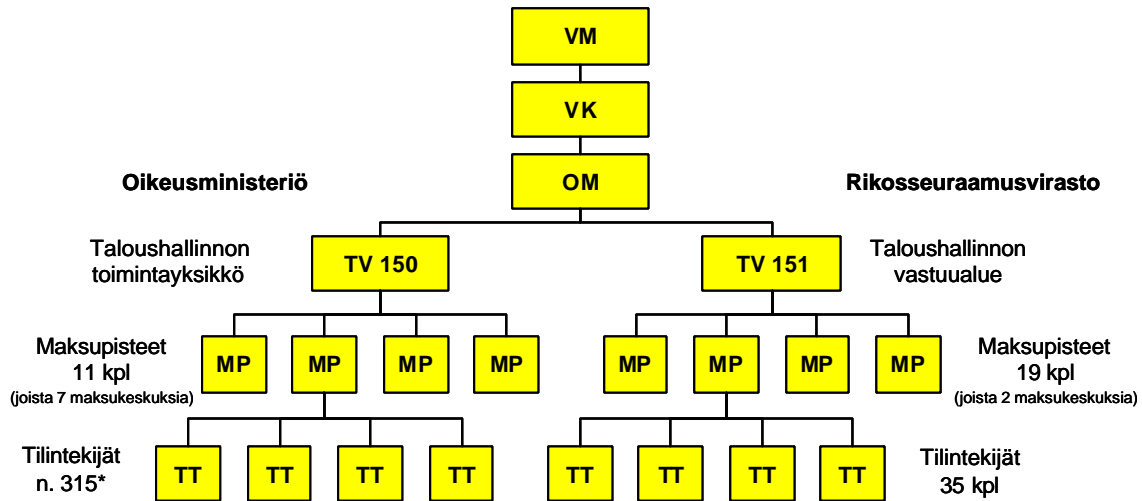 VM
VK
Oikeusministeriö
OM
Rikosseuraamusvirasto
Taloushallinnon
toimintayksikkö
TV 150
TV 151
Taloushallinnon
vastuualue
Maksupisteet
11 kpl
(joista 7 maksukeskuksia)
MP MP MP MP
MP MP MP MP
Maksupisteet
19 kpl
(joista 2 maksukeskuksia)
Tilintekijät
n. 315*
TT TT TT TT
TT TT TT TT
Tilintekijät
35 kpl